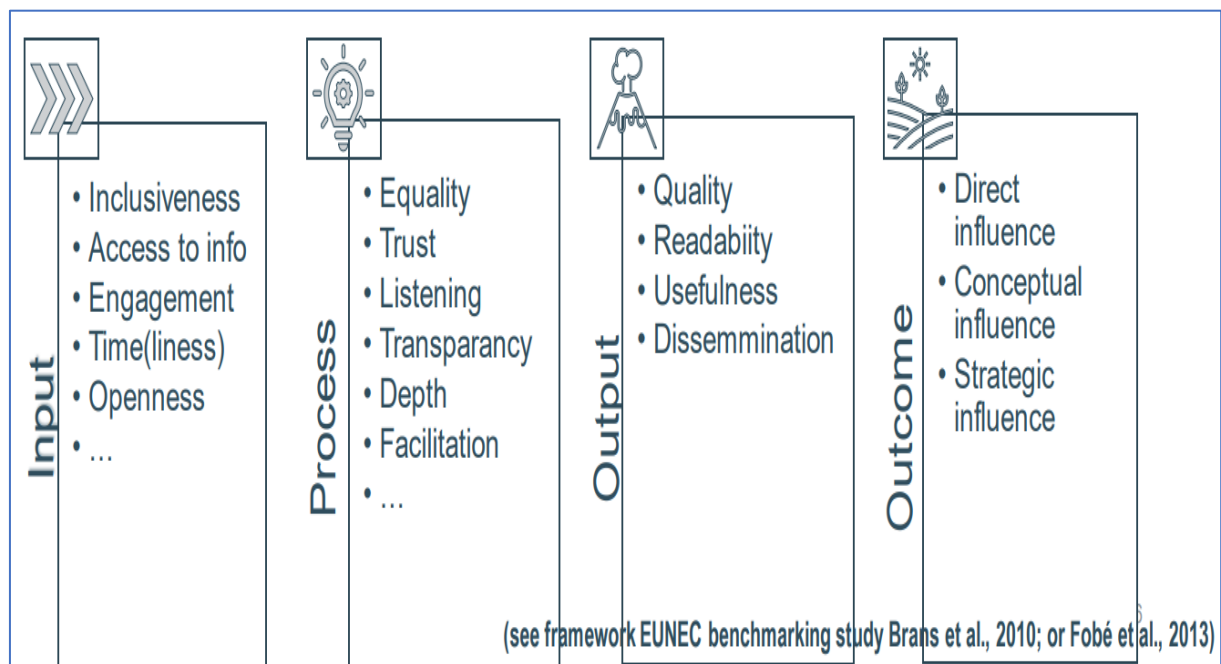 Input
• Inclusiveness
• Access to info
• Engagement
• Time(liness)
• Openness
• ...
Process
• Equality
• Trust
• Listening
• Transparancy
• Depth
• Facilitation
• ...
Output
• Quality
• Readabiity
• Usefulness
• Dissemmination
Outcome
• Direct
influence
• Conceptual
influence
• Strategic
influence
6
(see framework EUNEC benchmarking study Brans et al., 2010; or Fobé et al., 2013)